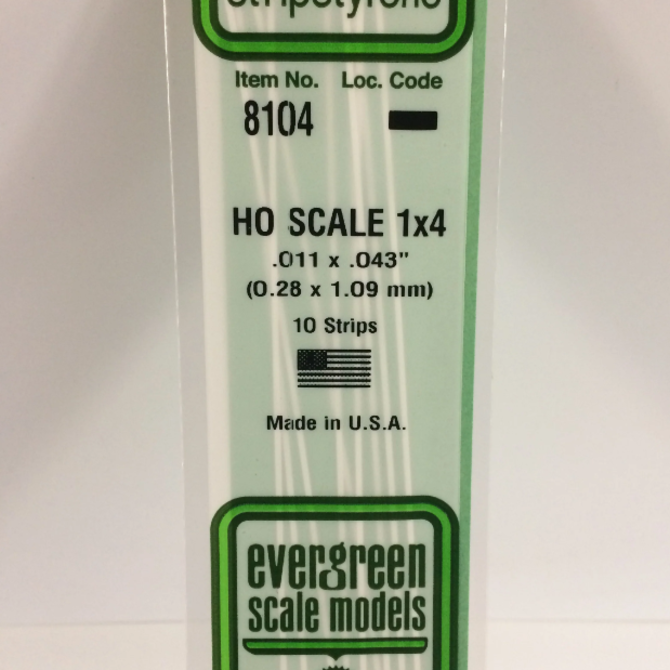 Item No. Loc. Code
8104
HO SCALE 1x4
.011 x .043"
(0.28 x 1.09 mm)
10 Strips
Made in U.S.A.
evergreen
scale models